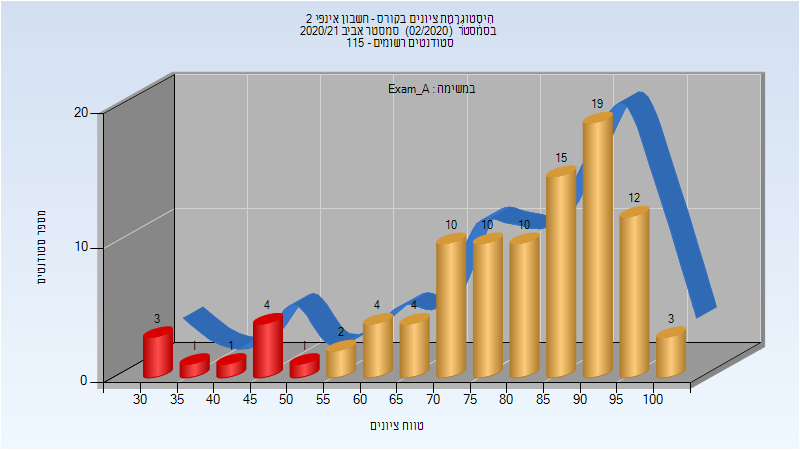 היסטוגרמת ציונים בקורס - חשבון אינפי 2
בסמסטר (02/2020) סמסטר אביב 2020/21
סטודנטים רשומים - 115
במשימה : Exam_A
מספר סטודנטים
20
10
0
3
1
1
4
1
2
4
4
10
10
10
15
19
12
3
30 35 40 45 50 55 60 65 70 75 80 85 90 95 100
טווח ציונים